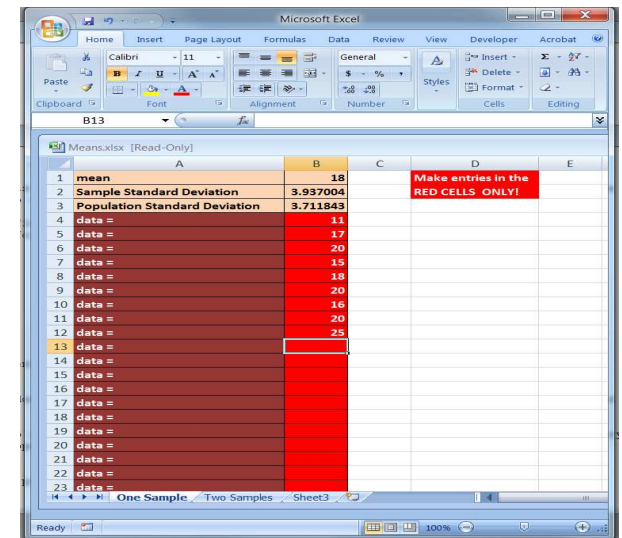 Microsoft Excel
Home Insert Page Layout Formulas Data Review View Developer Acrobat
Calibri 11 General Insert
Paste B I U A A $ % , Styles Delete
A Format
Clipboard Font Alignment Number Cells Editing
B13 fx
Means.xlsx [Read-Only]
A B C D E
1 mean 18 Make entries in the
2 Sample Standard Deviation 3.937004 RED CELLS ONLY!
3 Population Standard Deviation 3.711843
4 data = 11
5 data = 17
6 data = 20
7 data = 15
8 data = 18
9 data = 20
10 data = 16
11 data = 20
12 data = 25
13 data =
14 data =
15 data =
16 data =
17 data =
18 data =
19 data =
20 data =
21 data =
22 data =
23 data =
One Sample Two Samples Sheet3
Ready 100%